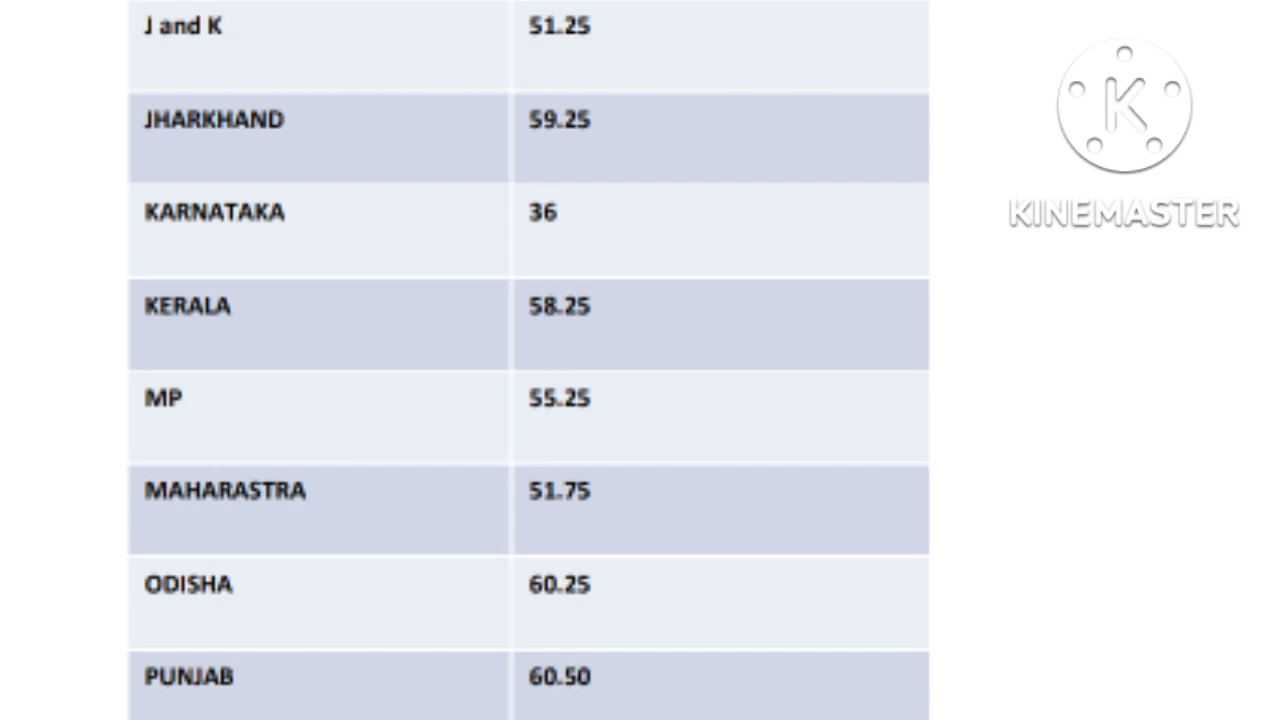 J and K 51.25
JHARKHAND 59.25
KARNATAKA 36
KERALA 58.25
MP 55.25
MAHARASTRA 51.75
ODISHA 60.25
PUNJAB 60.50
K
KINEMASTER